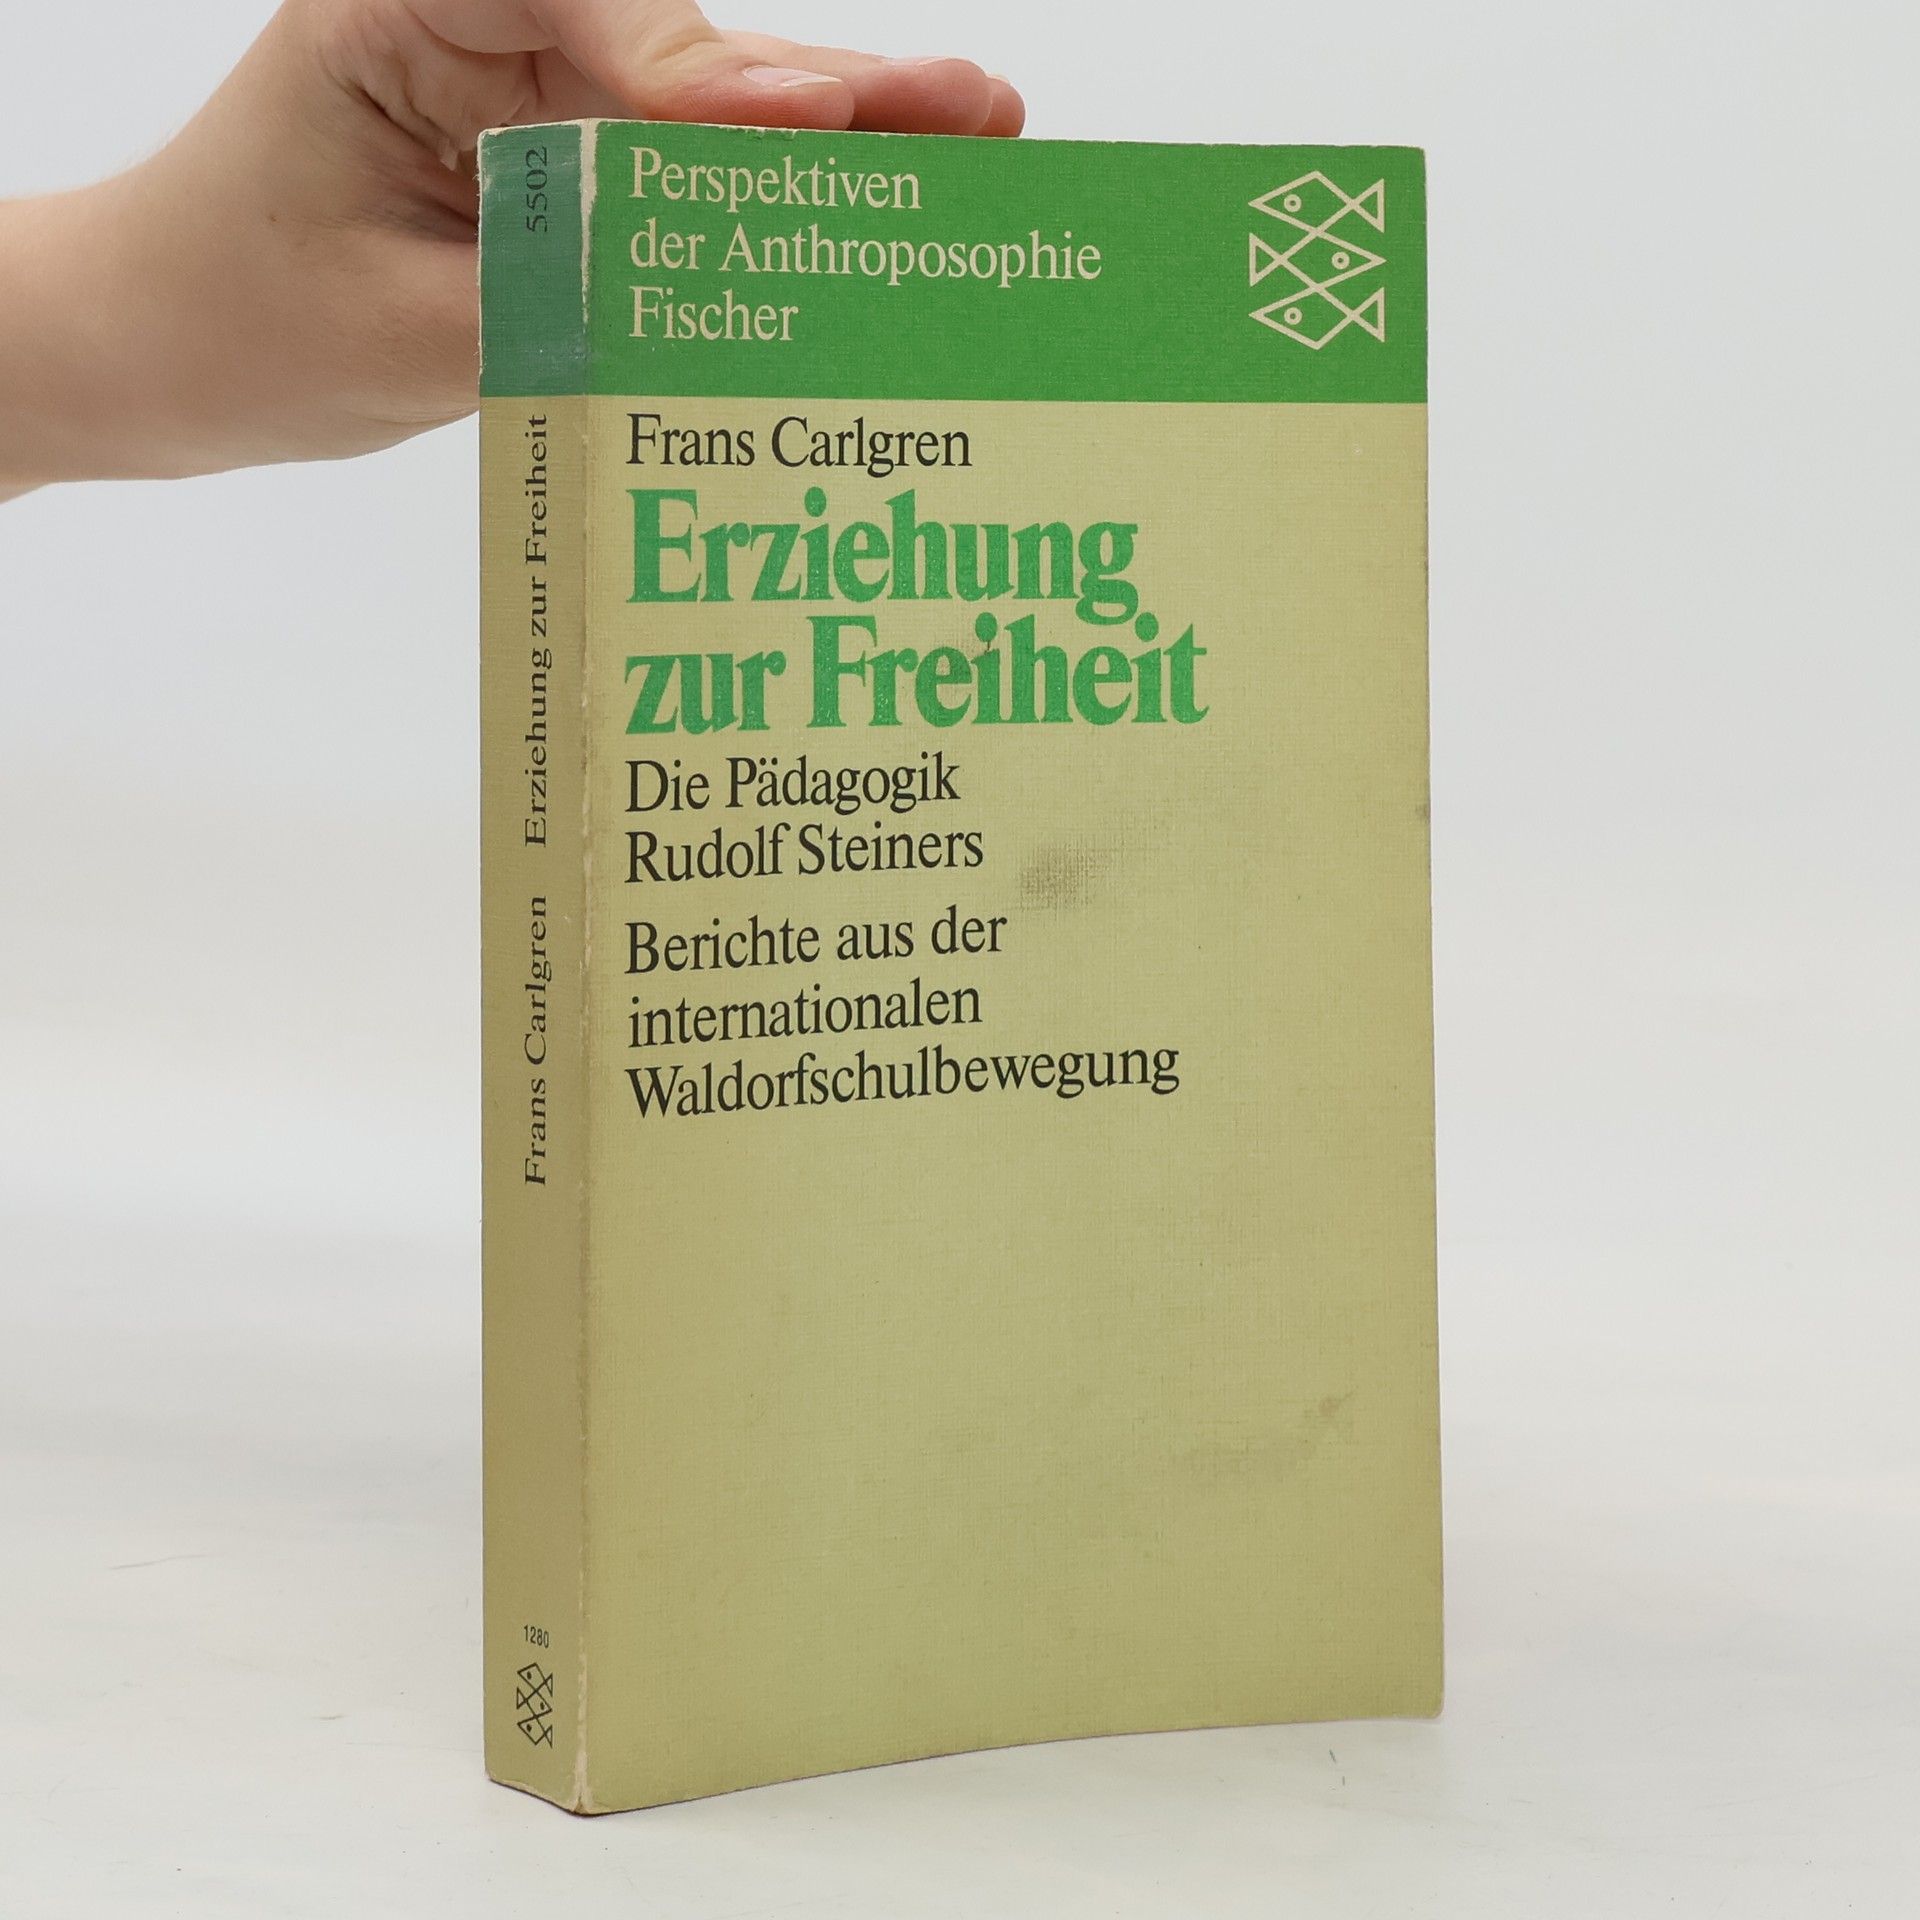 Perspektiven
der Anthroposophie
Fischer
Frans Carlgren
Erziehung
zur Freiheit
Die Pädagogik
Rudolf Steiners
Berichte aus der
internationalen
Waldorfschulbewegung
5502
Frans Carlgren Erziehung zur Freiheit
1280